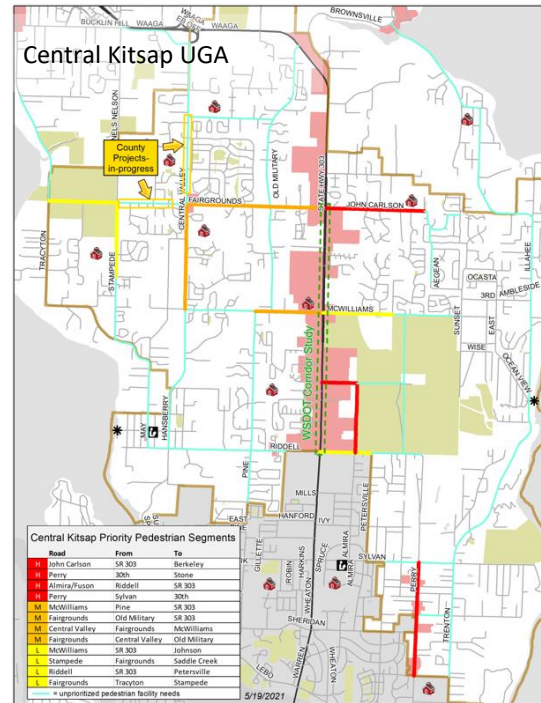 BROWNSVILLE
BUCKLIN HILL
WAAGA
WAAGA
Central Kitsap UGA
NELS NELSON
County
Projects-
in-progress
OLD MILITARY
STATE HWY 303
CENTRAL VALLEY
FAIRGROUNDS
JOHN CARLSON
TRACYTON
STAMPEDE
AEGEAN
ILLAHEE
OCASTA
3RD AMBLESIDE
SUNSET
EAST
MCWILLIAMS
WISE
OCEAN VIEW
WSDOT Corridor Study
MAY
HANSBERRY
RIDDELL
PINE
MILLS
HANFORD
IVY
PETERSVILLE
EAST
GILLETTE
ROBIN
HARKINS
WHEATON
SPRUCE
ALMIRA
ALMIRA
SYLVAN
PERRY
TRENTON
SHERIDAN
LEBO
WARREN
WHEATON
Central Kitsap Priority Pedestrian Segments
Road From To
H John Carlson SR 303 Berkeley
H Perry 30th Stone
H Almira/Fuson Riddell SR 303
H Perry Sylvan 30th
M McWilliams Pine SR 303
M Fairgrounds Old Military SR 303
M Central Valley Fairgrounds McWilliams
M Fairgrounds Central Valley Old Military
L McWilliams SR 303 Johnson
L Stampede Fairgrounds Saddle Creek
L Riddell SR 303 Petersville
L Fairgrounds Tracyton Stampede
= unprioritized pedestrian facility needs
5/19/2021